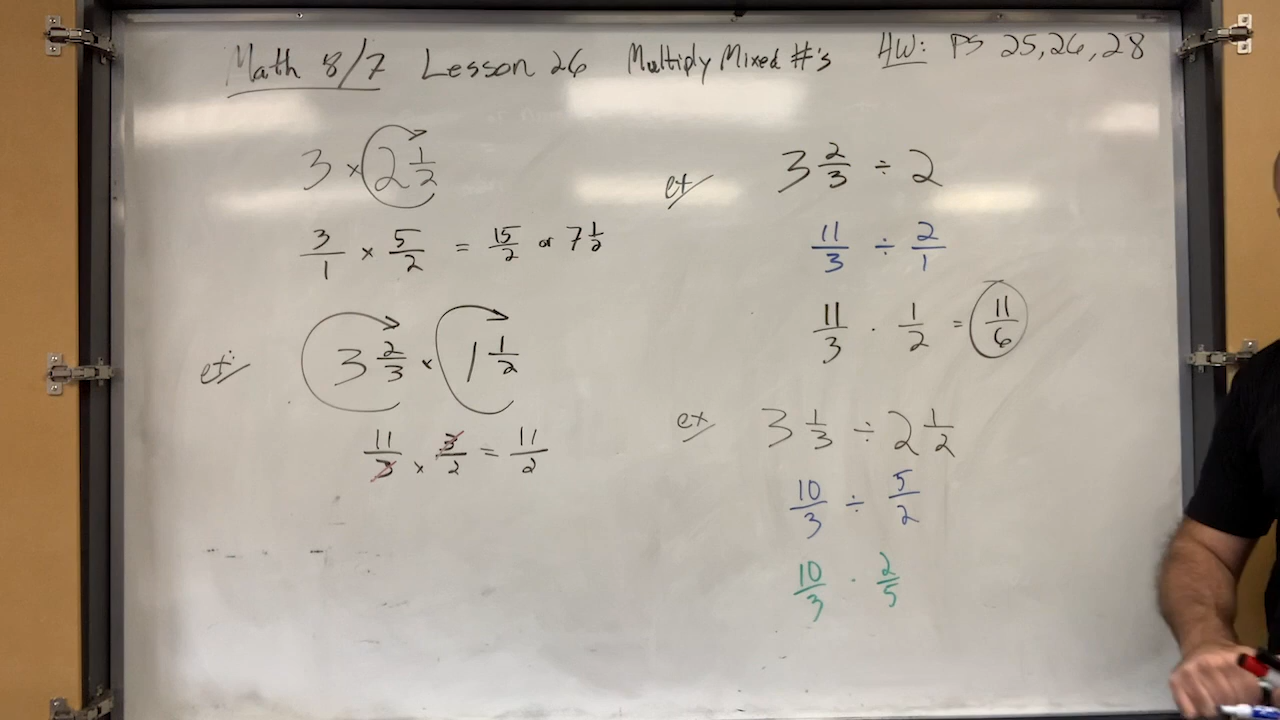 Math 8/7 Lesson 26 Multiply Mixed #'s HW: PS 25, 26, 28
3 × 2 1/2
3/1 × 5/2 = 15/2 or 7 1/2
ex: 3 2/3 × 1 1/2
11/3 × 3/2 = 11/2
ex 3 2/3 ÷ 2
11/3 ÷ 2/1
11/3 · 1/2 = 11/6
ex 3 1/3 ÷ 2 1/2
10/3 ÷ 5/2
10/3 · 2/5